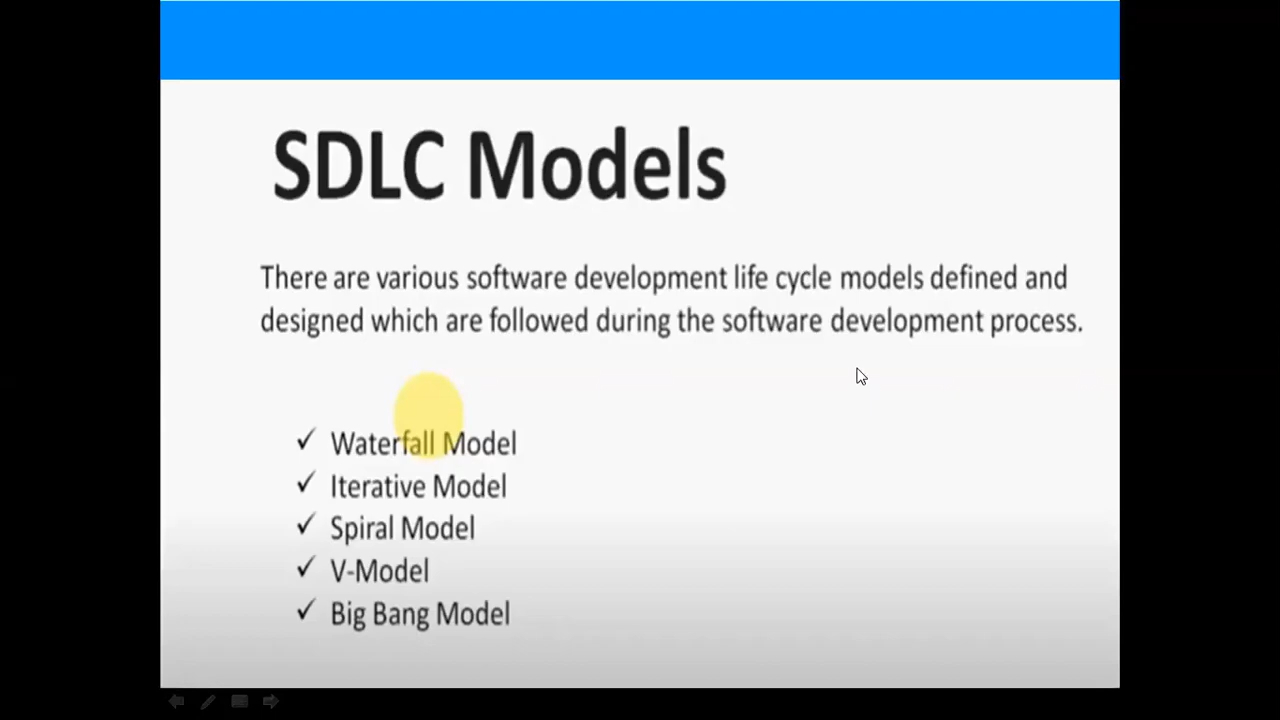 SDLC Models
There are various software development life cycle models defined and
designed which are followed during the software development process.
✓ Waterfall Model
✓ Iterative Model
✓ Spiral Model
✓ V-Model
✓ Big Bang Model